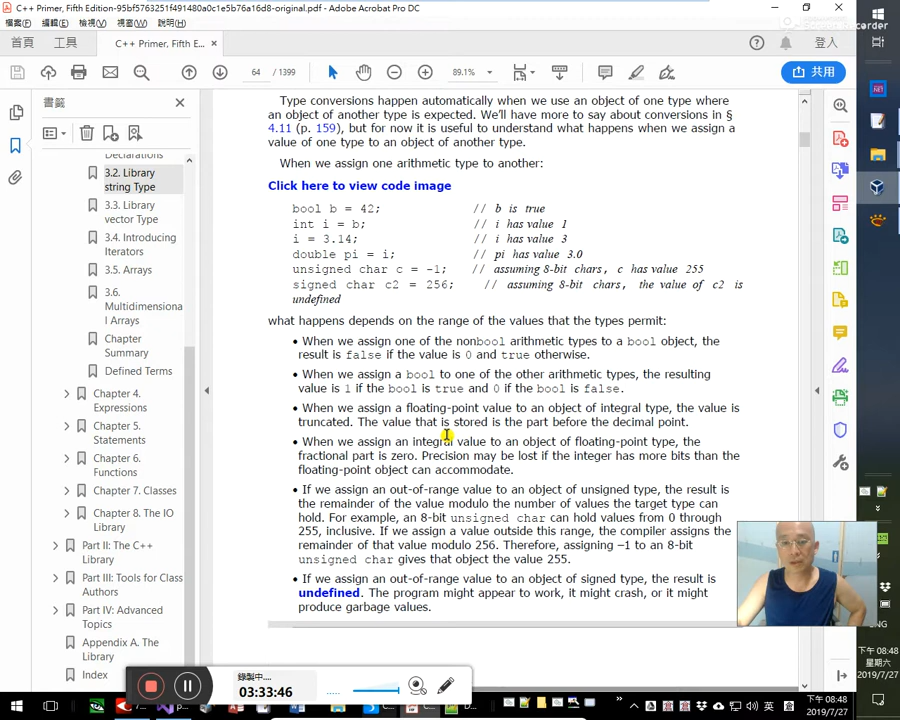 C++ Primer, Fifth Edition-95b5763251f491480a0c1e5b76a16d8-original.pdf - Adobe Acrobat Pro DC
檔案(F) 編輯(E) 檢視(V) 視窗(W) 說明(H)
首頁 工具 C++ Primer, Fifth E... × 登入
64 / 1399 89.1% 共用
書籤
Declarations
3.2. Library
string Type
3.3. Library
vector Type
3.4. Introducing
Iterators
3.5. Arrays
3.6.
Multidimensiona
l Arrays
Chapter
Summary
Defined Terms
Chapter 4.
Expressions
Chapter 5.
Statements
Chapter 6.
Functions
Chapter 7. Classes
Chapter 8. The IO
Library
Part II: The C++
Library
Part III: Tools for Class
Authors
Part IV: Advanced
Topics
Appendix A. The
Library
Index
Type conversions happen automatically when we use an object of one type where
an object of another type is expected. We'll have more to say about conversions in §
4.11 (p. 159), but for now it is useful to understand what happens when we assign a
value of one type to an object of another type.
When we assign one arithmetic type to another:
Click here to view code image
bool b = 42; // b is true
int i = b; // i has value 1
i = 3.14; // i has value 3
double pi = i; // pi has value 3.0
unsigned char c = -1; // assuming 8-bit chars, c has value 255
signed char c2 = 256; // assuming 8-bit chars, the value of c2 is
undefined
what happens depends on the range of the values that the types permit:
• When we assign one of the nonbool arithmetic types to a bool object, the
result is false if the value is 0 and true otherwise.
• When we assign a bool to one of the other arithmetic types, the resulting
value is 1 if the bool is true and 0 if the bool is false.
• When we assign a floating-point value to an object of integral type, the value is
truncated. The value that is stored is the part before the decimal point.
• When we assign an integral value to an object of floating-point type, the
fractional part is zero. Precision may be lost if the integer has more bits than the
floating-point object can accommodate.
• If we assign an out-of-range value to an object of unsigned type, the result is
the remainder of the value modulo the number of values the target type can
hold. For example, an 8-bit unsigned char can hold values from 0 through
255, inclusive. If we assign a value outside this range, the compiler assigns the
remainder of that value modulo 256. Therefore, assigning −1 to an 8-bit
unsigned char gives that object the value 255.
• If we assign an out-of-range value to an object of signed type, the result is
undefined. The program might appear to work, it might crash, or it might
produce garbage values.
錄製中....
03:33:46
Recorder
NET
ENG
下午 08:48
星期六
2019/7/27
英
下午 08:48
2019/7/27